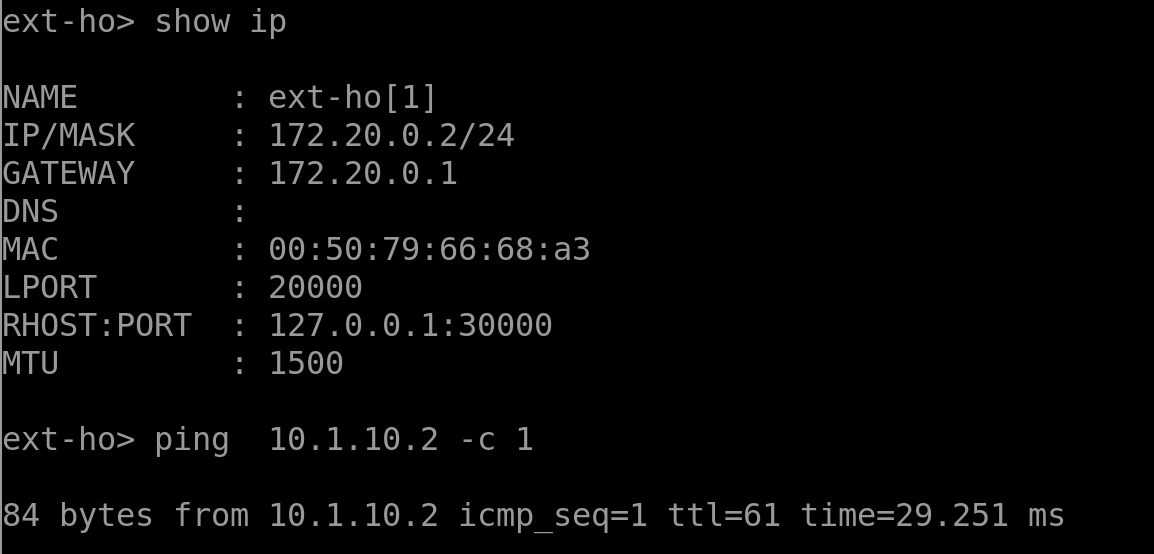 ext-ho> show ip
NAME        : ext-ho[1]
IP/MASK     : 172.20.0.2/24
GATEWAY     : 172.20.0.1
DNS         :
MAC         : 00:50:79:66:68:a3
LPORT       : 20000
RHOST:PORT  : 127.0.0.1:30000
MTU         : 1500
ext-ho> ping  10.1.10.2 -c 1
84 bytes from 10.1.10.2 icmp_seq=1 ttl=61 time=29.251 ms